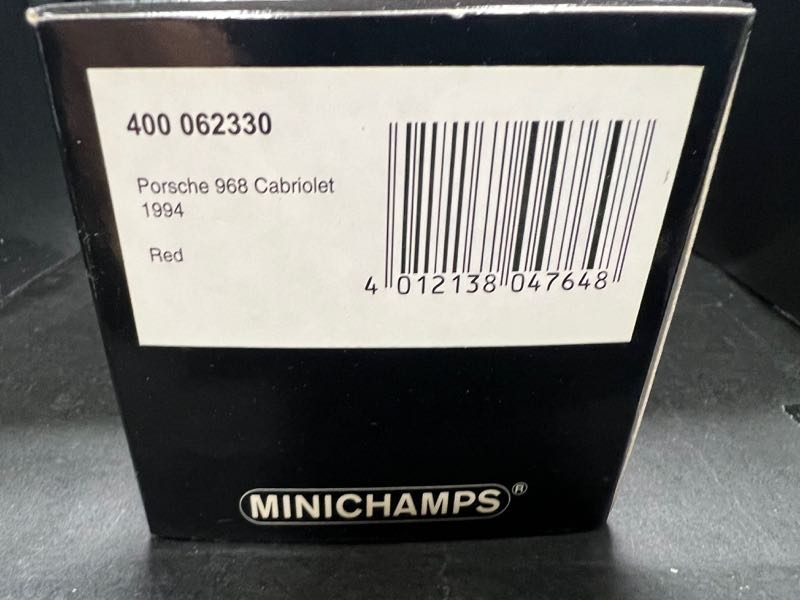 400 062330
Porsche 968 Cabriolet
1994
Red
4 012138 047648
MINICHAMPS®